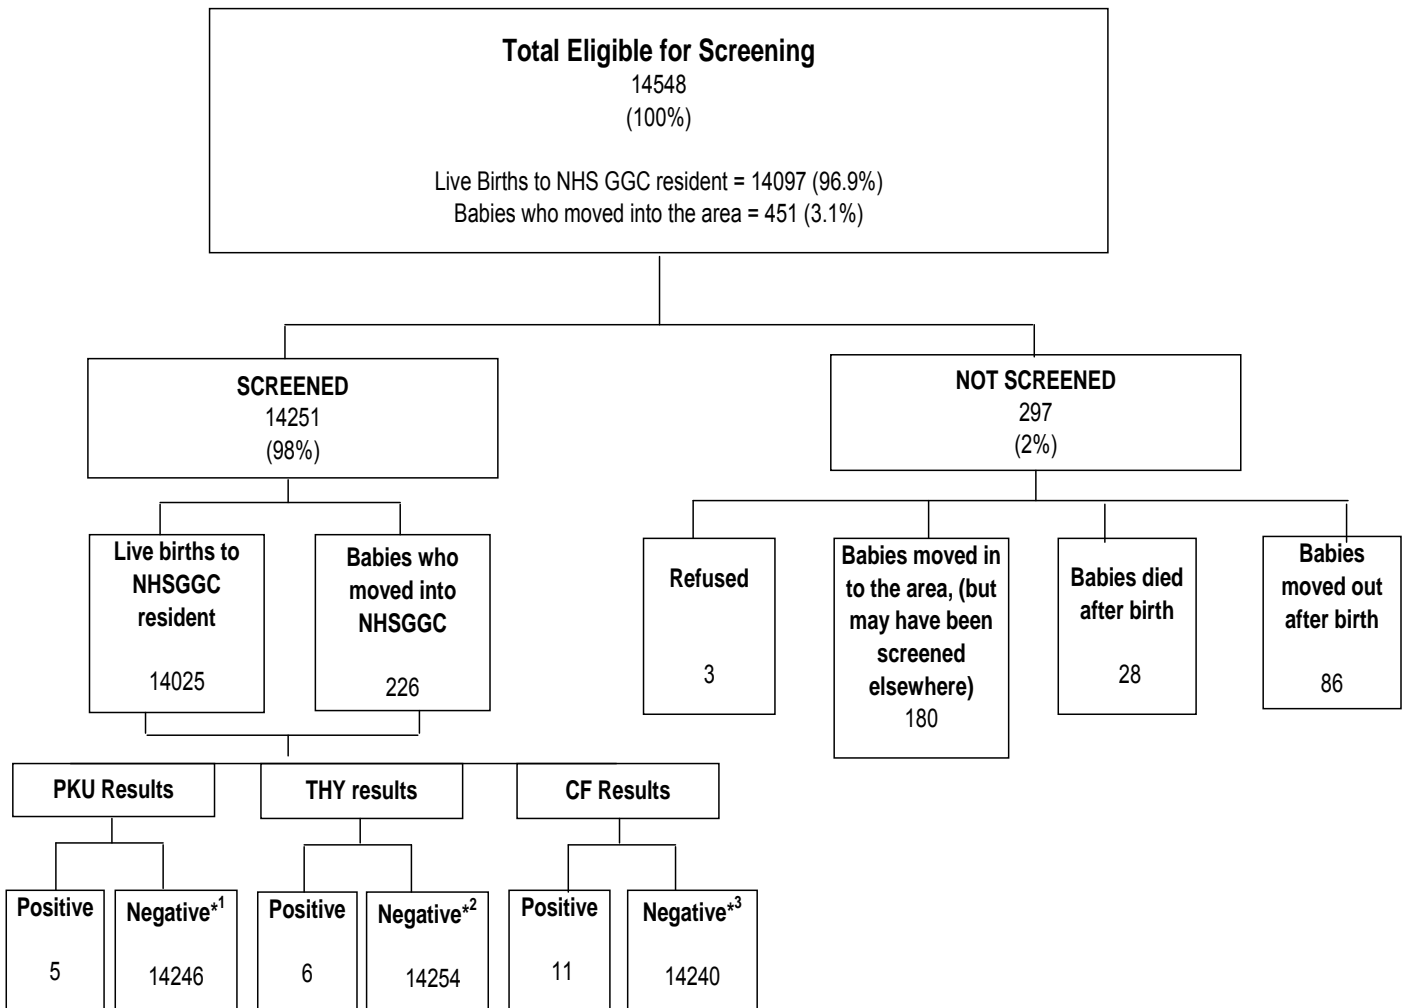 Total Eligible for Screening
14548
(100%)
Live Births to NHS GGC resident = 14097 (96.9%)
Babies who moved into the area = 451 (3.1%)
SCREENED
14251
(98%)
NOT SCREENED
297
(2%)
Live births to
NHSGGC
resident
14025
Babies who
moved into
NHSGGC
226
Refused
3
Babies moved in
to the area, (but
may have been
screened
elsewhere)
180
Babies died
after birth
28
Babies
moved out
after birth
86
PKU Results
THY results
CF Results
Positive
5
Negative*1
14246
Positive
6
Negative*2
14254
Positive
11
Negative*3
14240